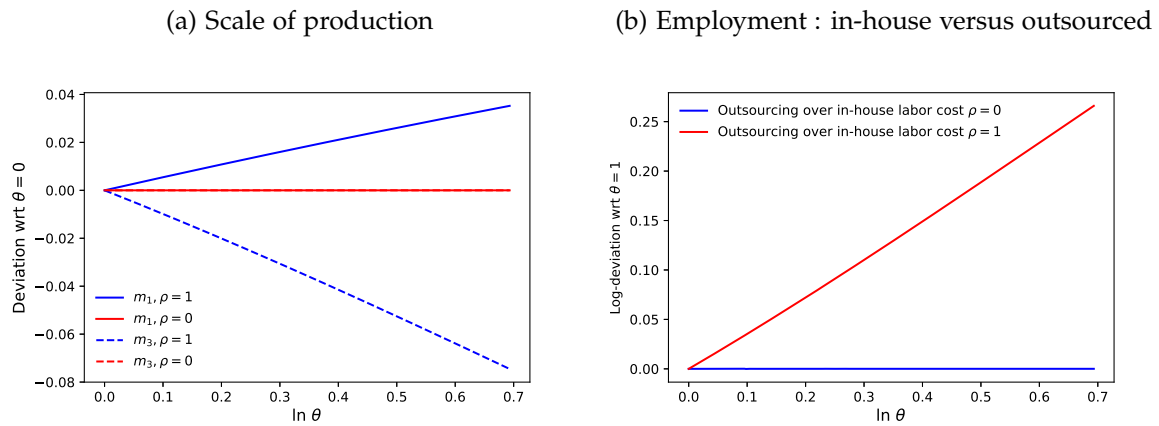 (a) Scale of production
(b) Employment : in-house versus outsourced
0.04
0.02
0.00
−0.02
−0.04
−0.06
−0.08
Deviation wrt θ = 0
m1, ρ = 1
m1, ρ = 0
m3, ρ = 1
m3, ρ = 0
0.0 0.1 0.2 0.3 0.4 0.5 0.6 0.7
ln θ
0.25
0.20
0.15
0.10
0.05
0.00
Log-deviation wrt θ = 1
Outsourcing over in-house labor cost ρ = 0
Outsourcing over in-house labor cost ρ = 1
0.0 0.1 0.2 0.3 0.4 0.5 0.6 0.7
ln θ